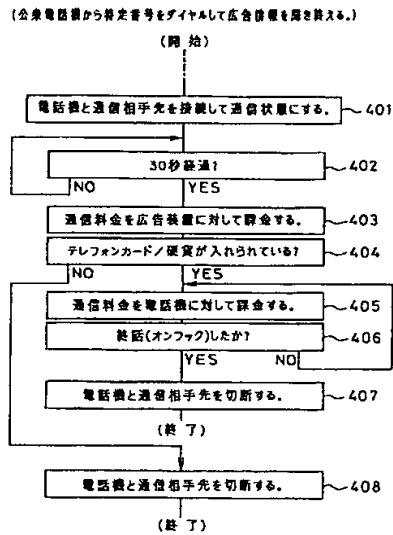 (公衆電話機から特定番号をダイヤルして広告情報を聞き終える。)
(開 始)
電話機と通信相手先を接続して通信状態にする。 401
30秒経過? 402
NO YES
通信料金を広告装置に対して課金する。 403
テレフォンカード/硬貨が入れられている? 404
NO YES
通信料金を電話機に対して課金する。 405
終話(オンフック)したか? 406
YES NO
電話機と通信相手先を切断する。 407
(終 了)
電話機と通信相手先を切断する。 408
(終 了)